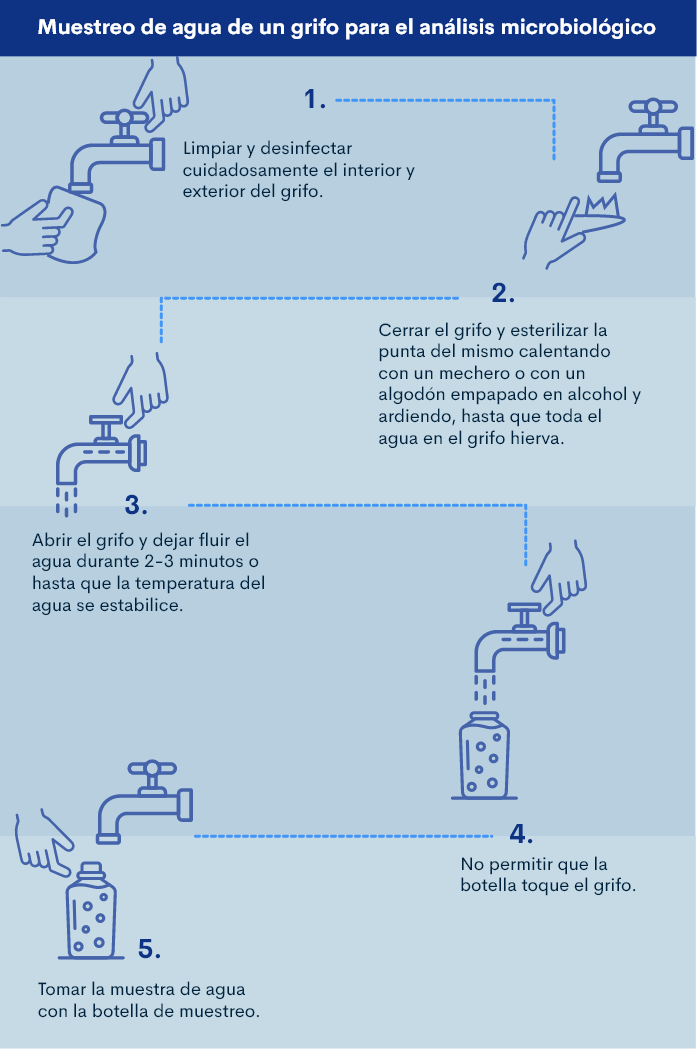 Muestreo de agua de un grifo para el análisis microbiológico
1.
Limpiar y desinfectar
cuidadosamente el interior y
exterior del grifo.
2.
Cerrar el grifo y esterilizar la
punta del mismo calentando
con un mechero o con un
algodón empapado en alcohol y
ardiendo, hasta que toda el
agua en el grifo hierva.
3.
Abrir el grifo y dejar fluir el
agua durante 2-3 minutos o
hasta que la temperatura del
agua se estabilice.
4.
No permitir que la
botella toque el grifo.
5.
Tomar la muestra de agua
con la botella de muestreo.